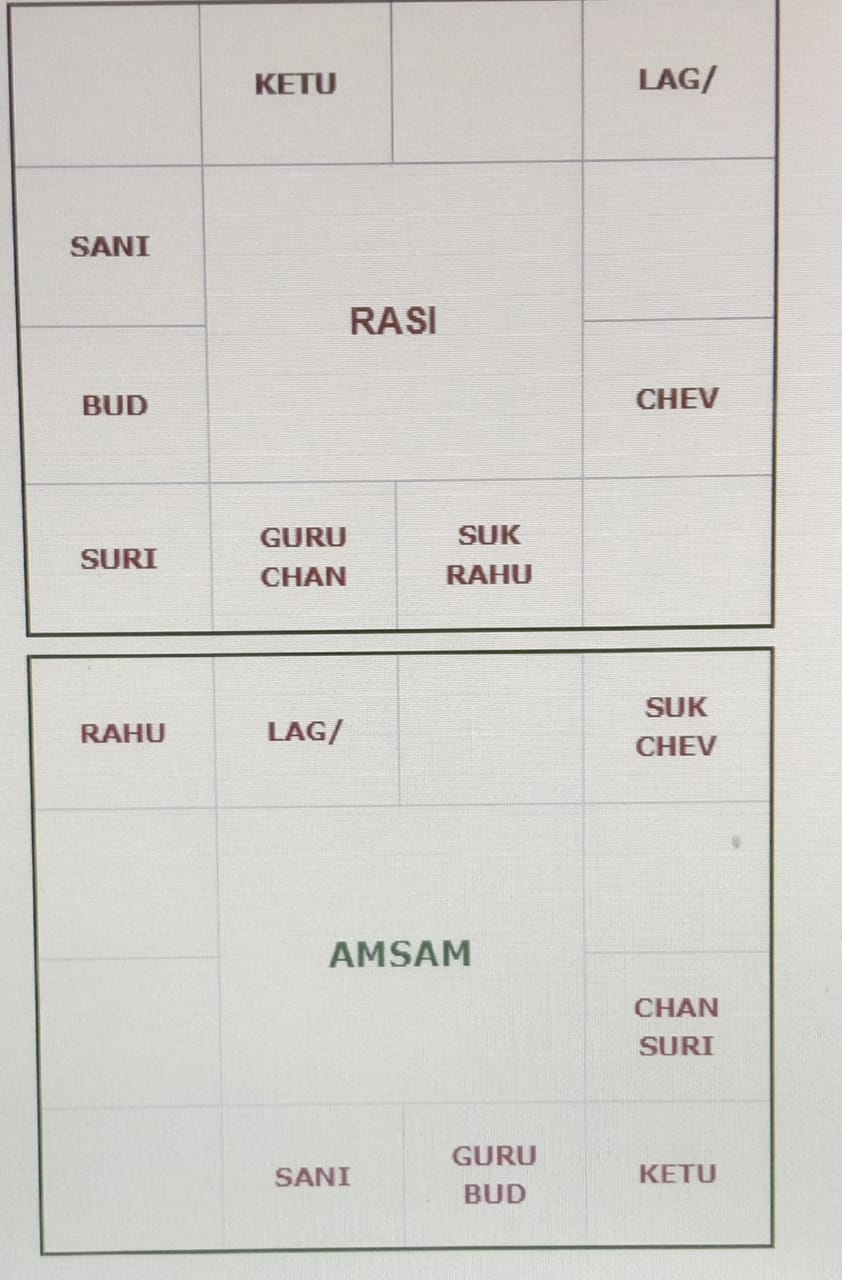 KETU
LAG/
SANI
RASI
BUD
CHEV
SURI
GURU
CHAN
SUK
RAHU
RAHU
LAG/
SUK
CHEV
AMSAM
CHAN
SURI
SANI
GURU
BUD
KETU